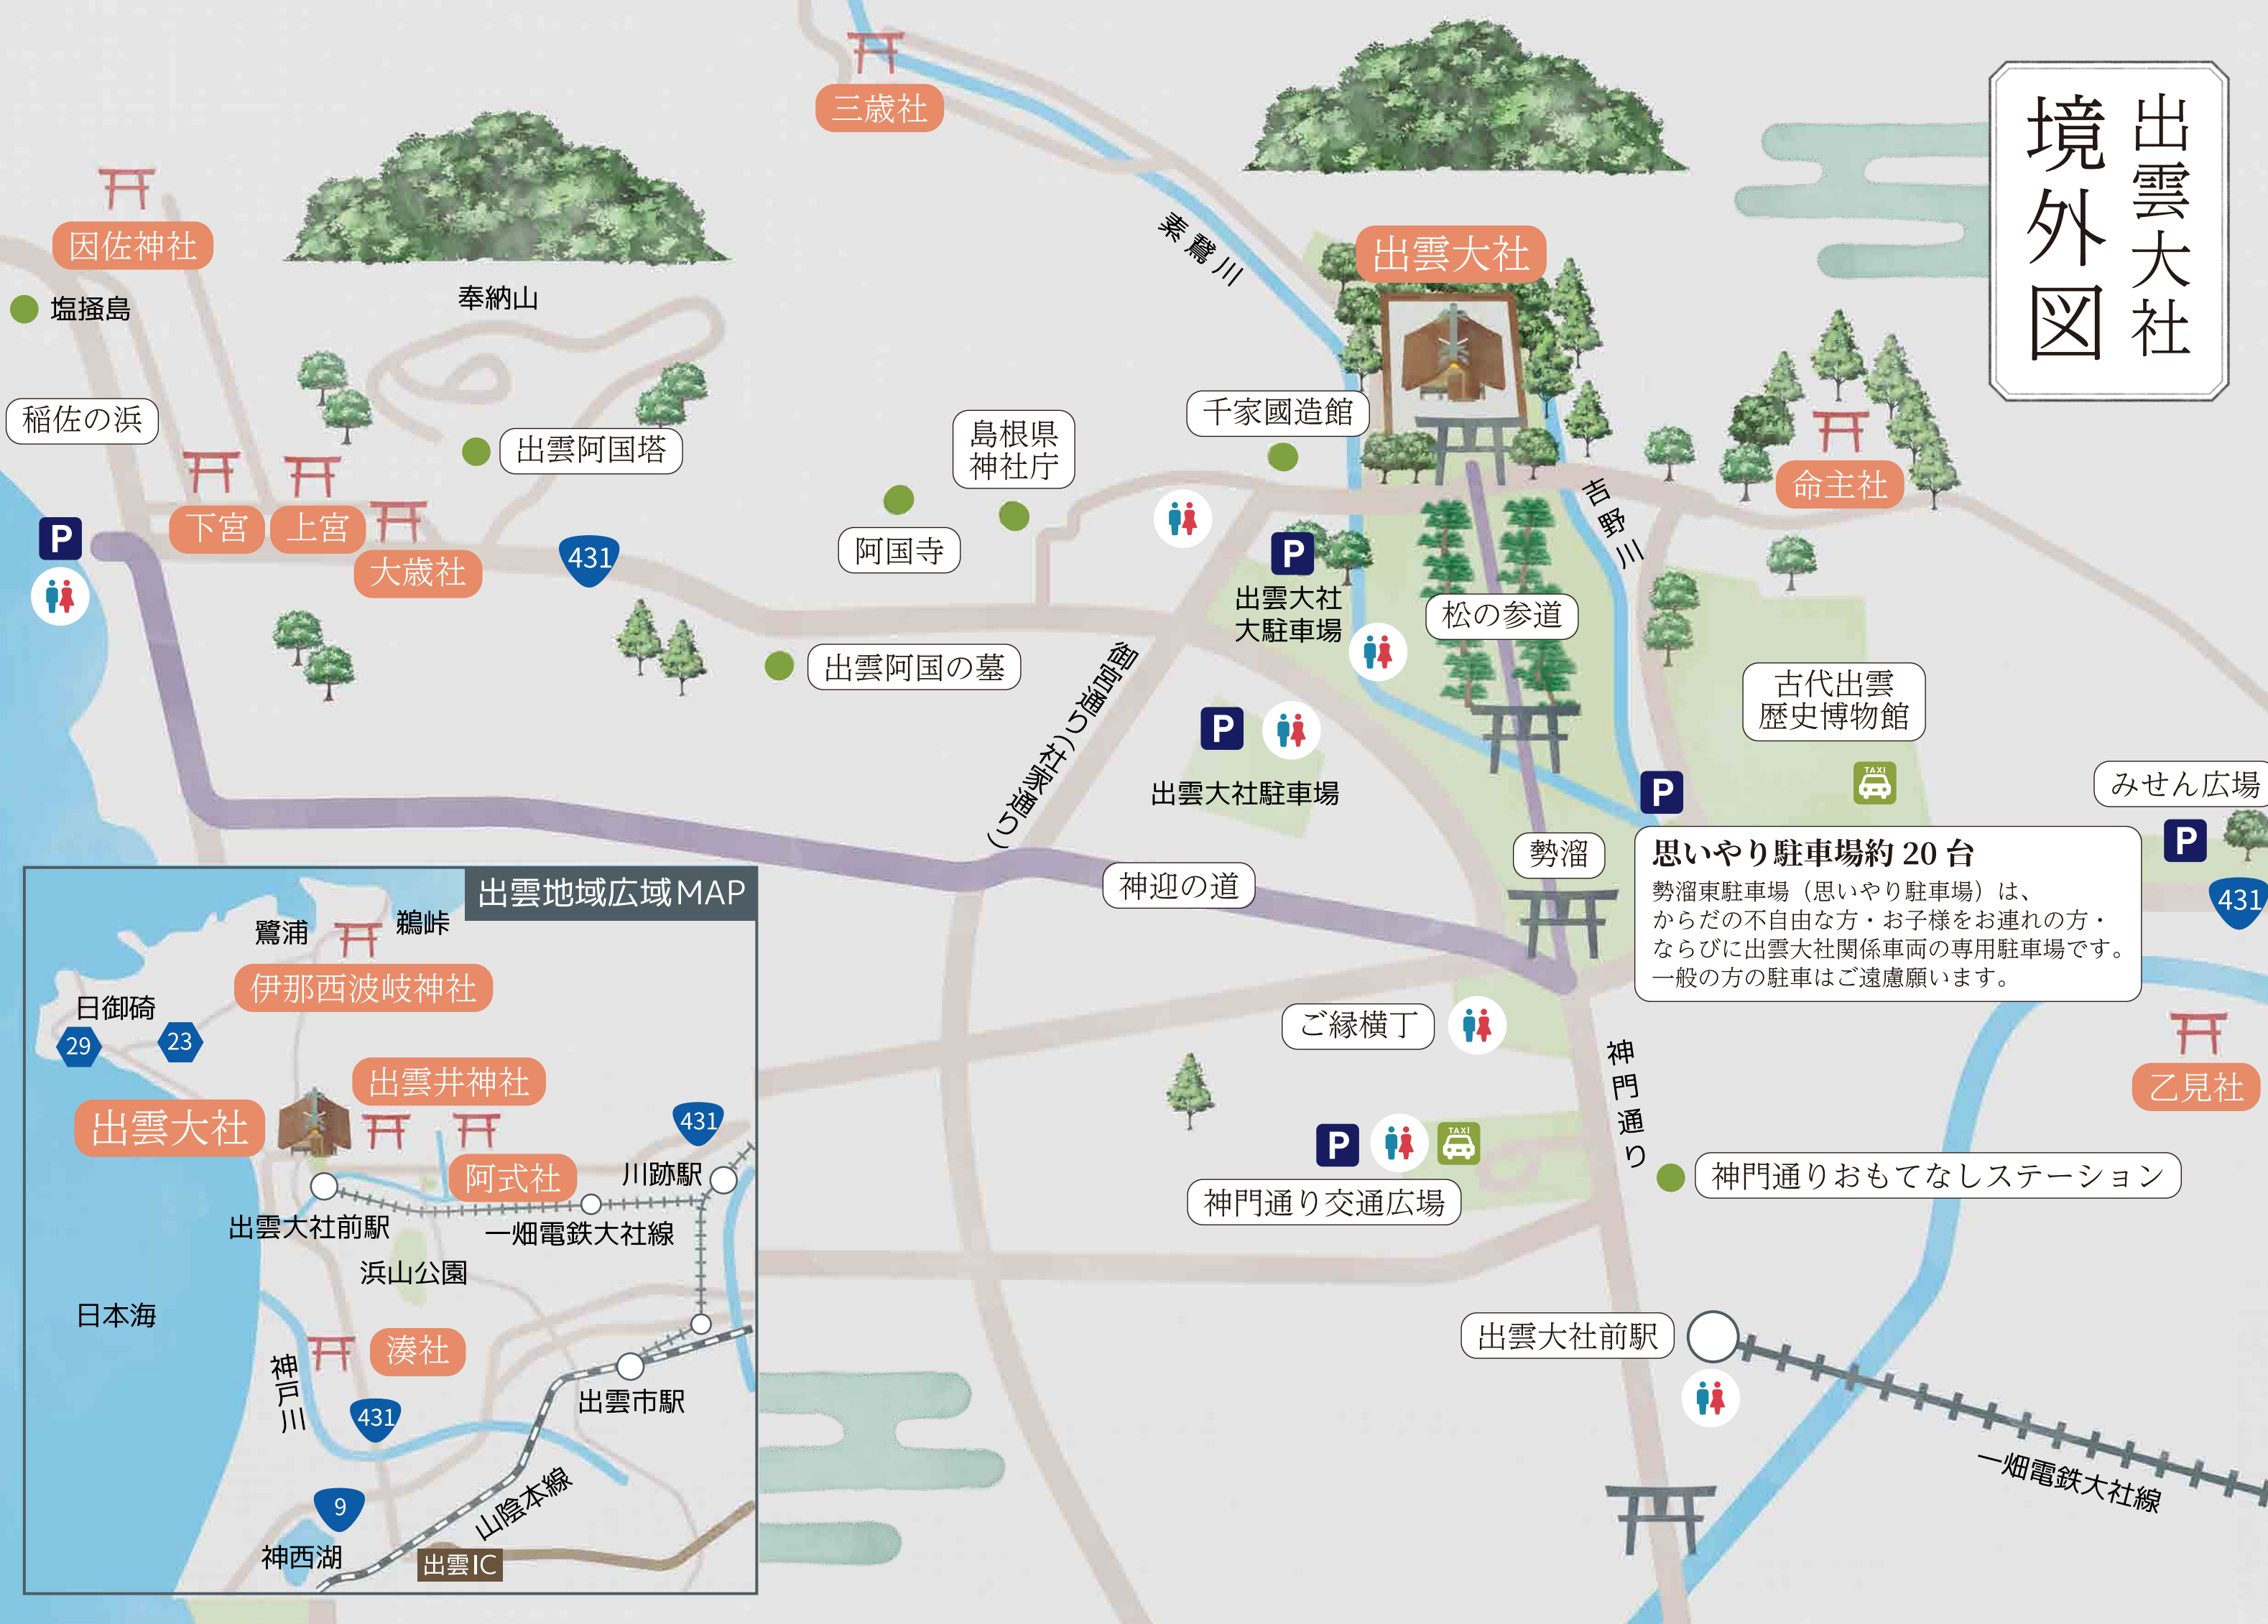 出雲大社
境外図
三歳社
因佐神社
塩掻島
奉納山
素鵞川
出雲大社
稲佐の浜
出雲阿国塔
島根県
神社庁
千家國造館
命主社
下宮
上宮
大歳社
P
431
阿国寺
吉野川
P
出雲大社
大駐車場
松の参道
出雲阿国の墓
御宮通り(社家通り)
P
出雲大社駐車場
古代出雲
歴史博物館
TAXI
P
みせん広場
P
431
勢溜
思いやり駐車場約 20 台
勢溜東駐車場（思いやり駐車場）は、
からだの不自由な方・お子様をお連れの方・
ならびに出雲大社関係車両の専用駐車場です。
一般の方の駐車はご遠慮願います。
神迎の道
ご縁横丁
神門通り
乙見社
P
TAXI
神門通り交通広場
神門通りおもてなしステーション
出雲大社前駅
一畑電鉄大社線
出雲地域広域MAP
鷺浦
鵜峠
伊那西波岐神社
日御碕
29
23
出雲井神社
出雲大社
431
阿式社
川跡駅
出雲大社前駅
一畑電鉄大社線
浜山公園
日本海
湊社
神戸川
431
出雲市駅
9
山陰本線
神西湖
出雲IC